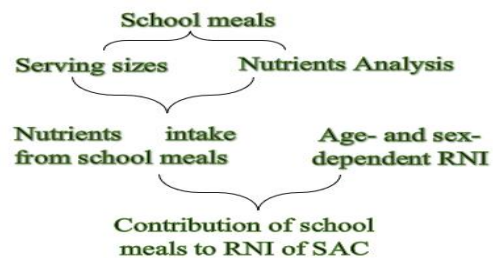 School meals
Serving sizes
Nutrients Analysis
Nutrients intake
from school meals
Age- and sex-
dependent RNI
Contribution of school
meals to RNI of SAC